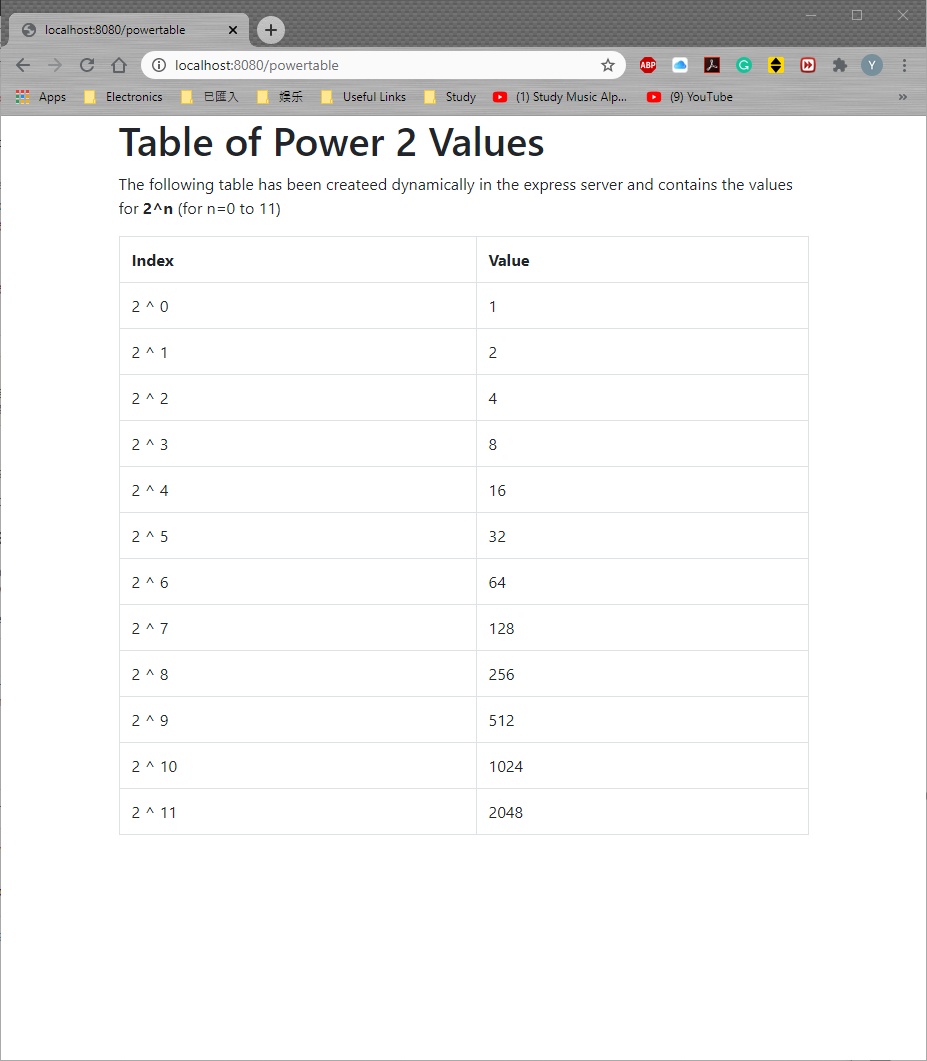 localhost:8080/powertable
localhost:8080/powertable
ABP
G
Y
Apps Electronics 已匯入 娱乐 Useful Links Study (1) Study Music Alp... (9) YouTube »
Table of Power 2 Values
The following table has been createed dynamically in the express server and contains the values
for 2^n (for n=0 to 11)
Index Value
2 ^ 0 1
2 ^ 1 2
2 ^ 2 4
2 ^ 3 8
2 ^ 4 16
2 ^ 5 32
2 ^ 6 64
2 ^ 7 128
2 ^ 8 256
2 ^ 9 512
2 ^ 10 1024
2 ^ 11 2048